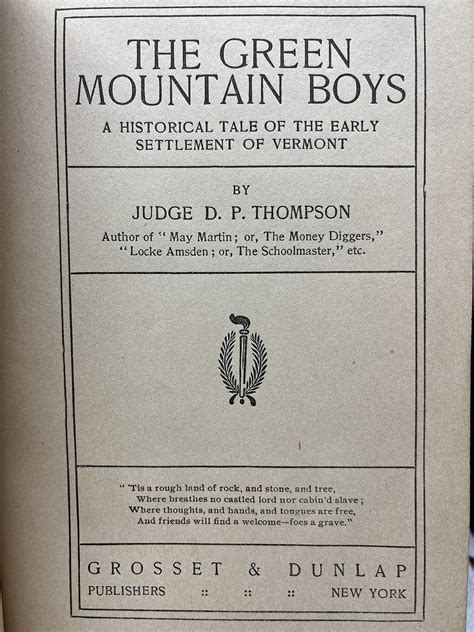 THE GREEN
MOUNTAIN BOYS
A HISTORICAL TALE OF THE EARLY
SETTLEMENT OF VERMONT
BY
JUDGE D. P. THOMPSON
Author of “ May Martin ; or, The Money Diggers,”
“ Locke Amsden ; or, The Schoolmaster,” etc.
“ 'Tis a rough land of rock, and stone, and tree,
Where breathes no castled lord nor cabin'd slave ;
Where thoughts, and hands, and tongues are free,
And friends will find a welcome—foes a grave.”
GROSSET & DUNLAP
PUBLISHERS :: :: :: NEW YORK